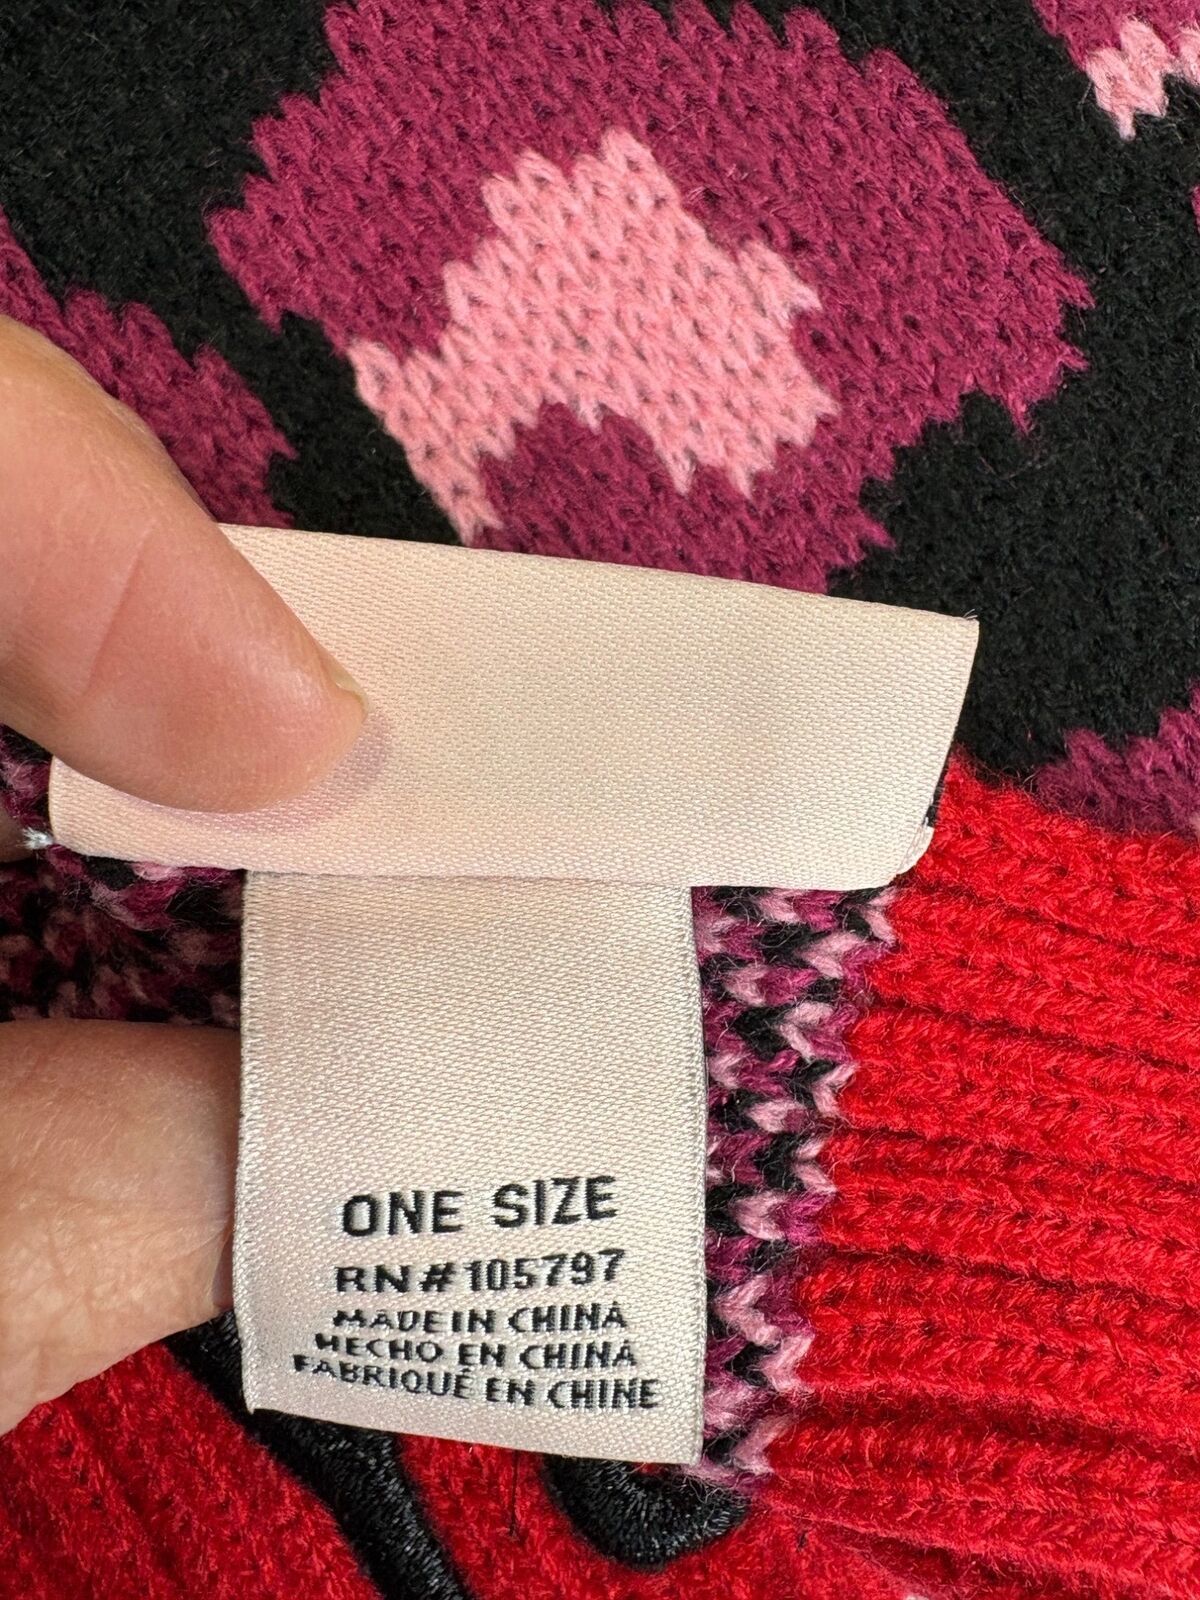 ONE SIZE
RN#105797
MADE IN CHINA
HECHO EN CHINA
FABRIQUÉ EN CHINE